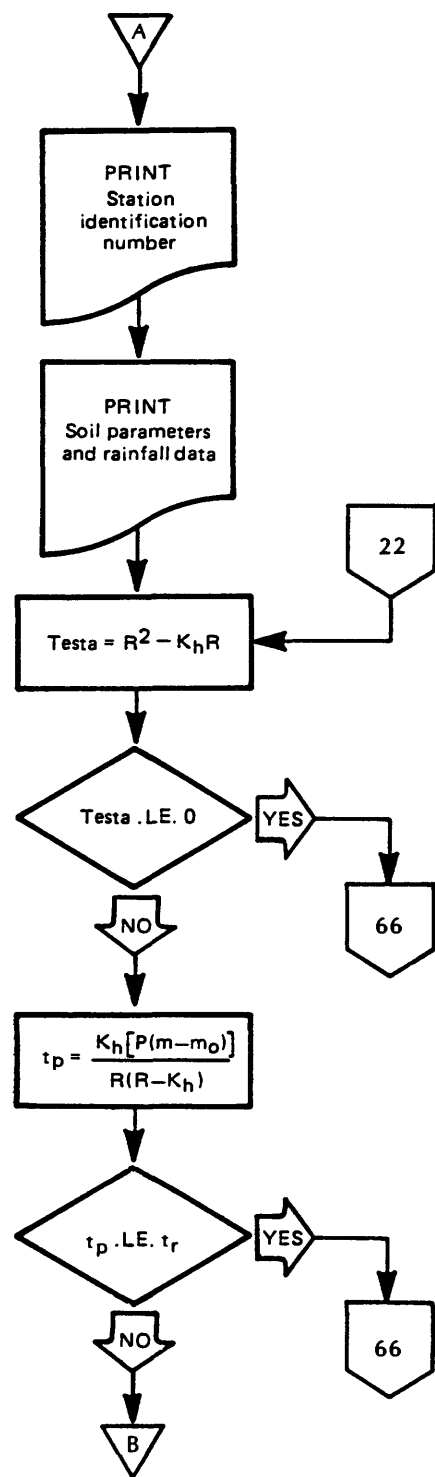 A
PRINT
Station
identification
number
PRINT
Soil parameters
and rainfall data
22
Testa = R² − KₕR
Testa .LE. 0
YES
66
NO
tₚ = Kₕ[P(m−mₒ)] / R(R−Kₕ)
tₚ .LE. tᵣ
YES
66
NO
B